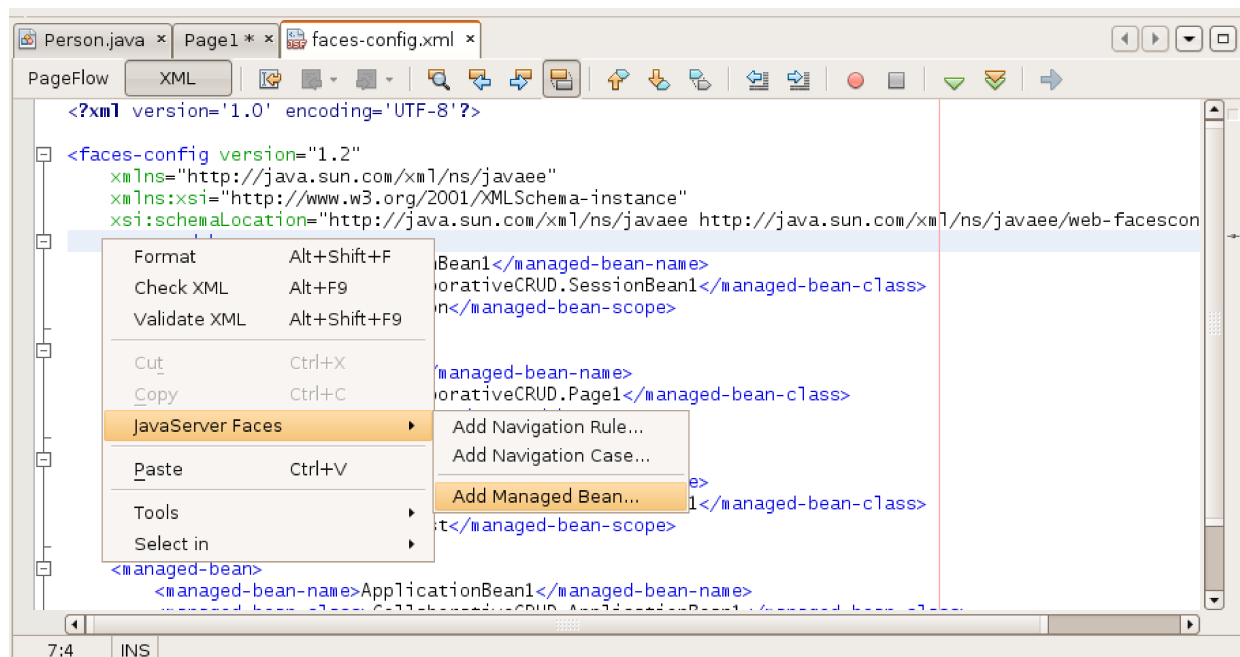 Person.java × Page1 * × faces-config.xml ×
PageFlow XML
<?xml version='1.0' encoding='UTF-8'?>
<faces-config version="1.2"
xmlns="http://java.sun.com/xml/ns/javaee"
xmlns:xsi="http://www.w3.org/2001/XMLSchema-instance"
xsi:schemaLocation="http://java.sun.com/xml/ns/javaee http://java.sun.com/xml/ns/javaee/web-facescon
Format Alt+Shift+F
Bean1</managed-bean-name>
Check XML Alt+F9
orativeCRUD.SessionBean1</managed-bean-class>
Validate XML Alt+Shift+F9
n</managed-bean-scope>
Cut Ctrl+X
managed-bean-name>
Copy Ctrl+C
orativeCRUD.Page1</managed-bean-class>
JavaServer Faces
Add Navigation Rule...
Add Navigation Case...
Paste Ctrl+V
e>
Add Managed Bean...
1</managed-bean-class>
Tools
t</managed-bean-scope>
Select in
<managed-bean>
<managed-bean-name>ApplicationBean1</managed-bean-name>
7:4 INS